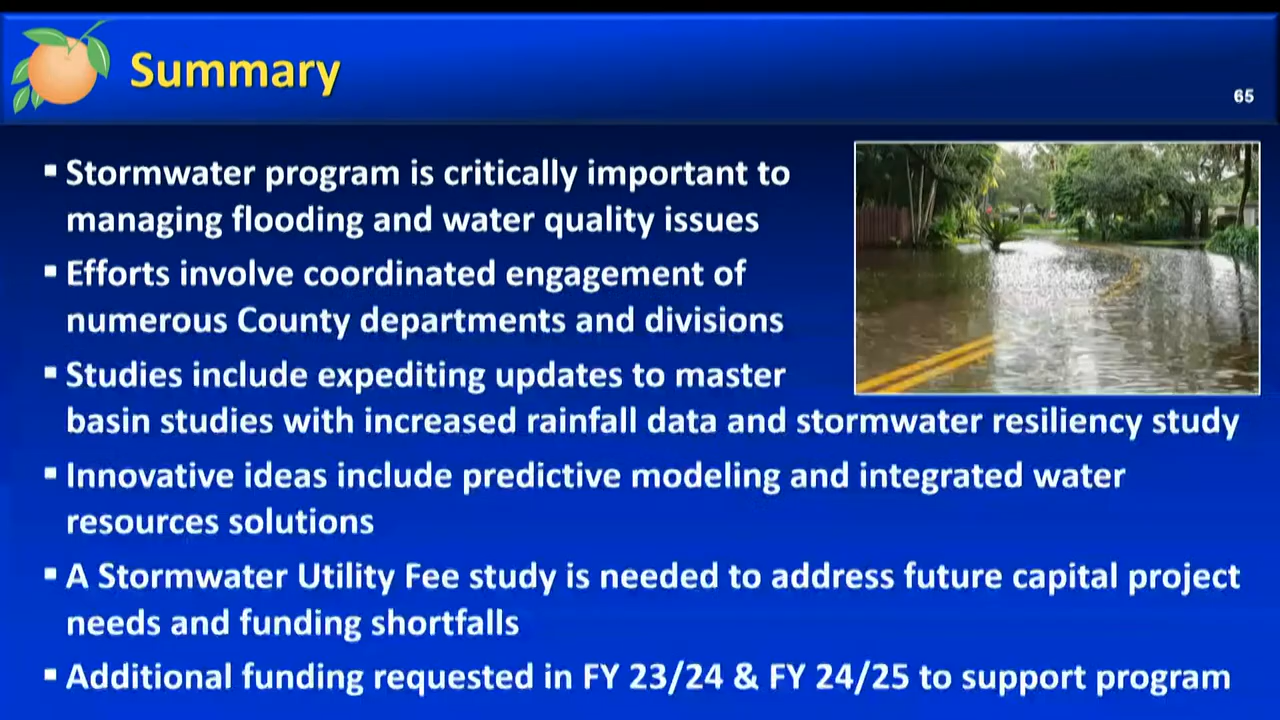 Summary
65
▪ Stormwater program is critically important to
managing flooding and water quality issues
▪ Efforts involve coordinated engagement of
numerous County departments and divisions
▪ Studies include expediting updates to master
basin studies with increased rainfall data and stormwater resiliency study
▪ Innovative ideas include predictive modeling and integrated water
resources solutions
▪ A Stormwater Utility Fee study is needed to address future capital project
needs and funding shortfalls
▪ Additional funding requested in FY 23/24 & FY 24/25 to support program